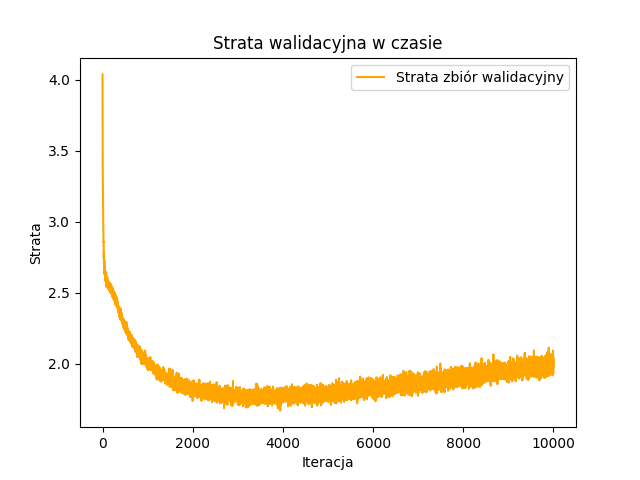 Strata walidacyjna w czasie
Strata zbiór walidacyjny
4.0
3.5
3.0
2.5
2.0
Strata
0 2000 4000 6000 8000 10000
Iteracja